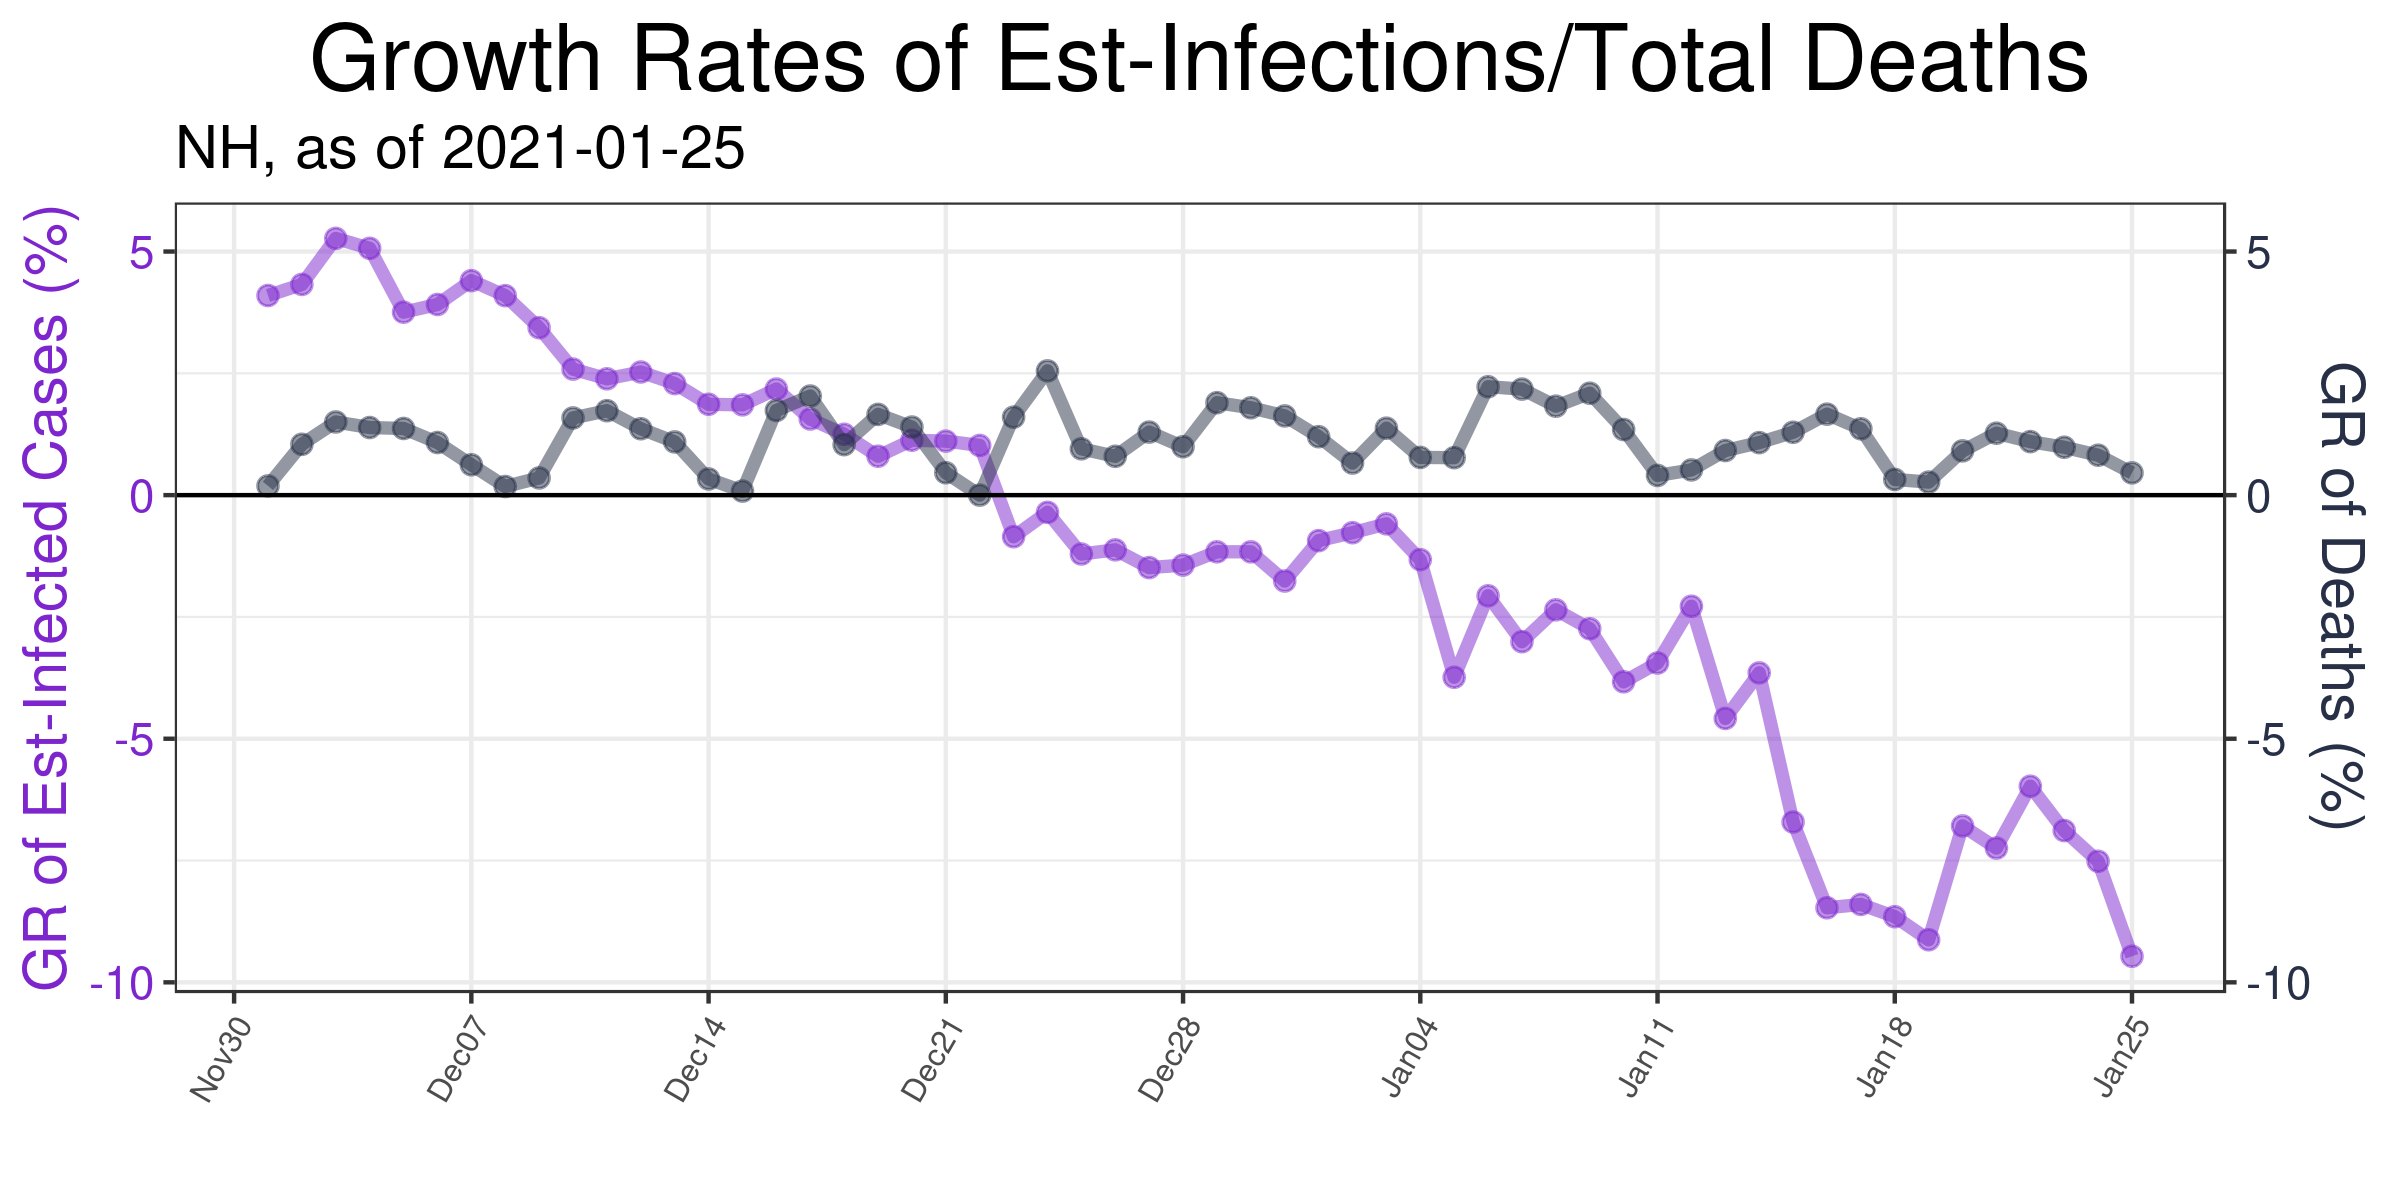 Growth Rates of Est-Infections/Total Deaths
NH, as of 2021-01-25
GR of Est-Infected Cases (%)
5
0
-5
-10
5
0
-5
-10
GR of Deaths (%)
Nov30
Dec07
Dec14
Dec21
Dec28
Jan04
Jan11
Jan18
Jan25